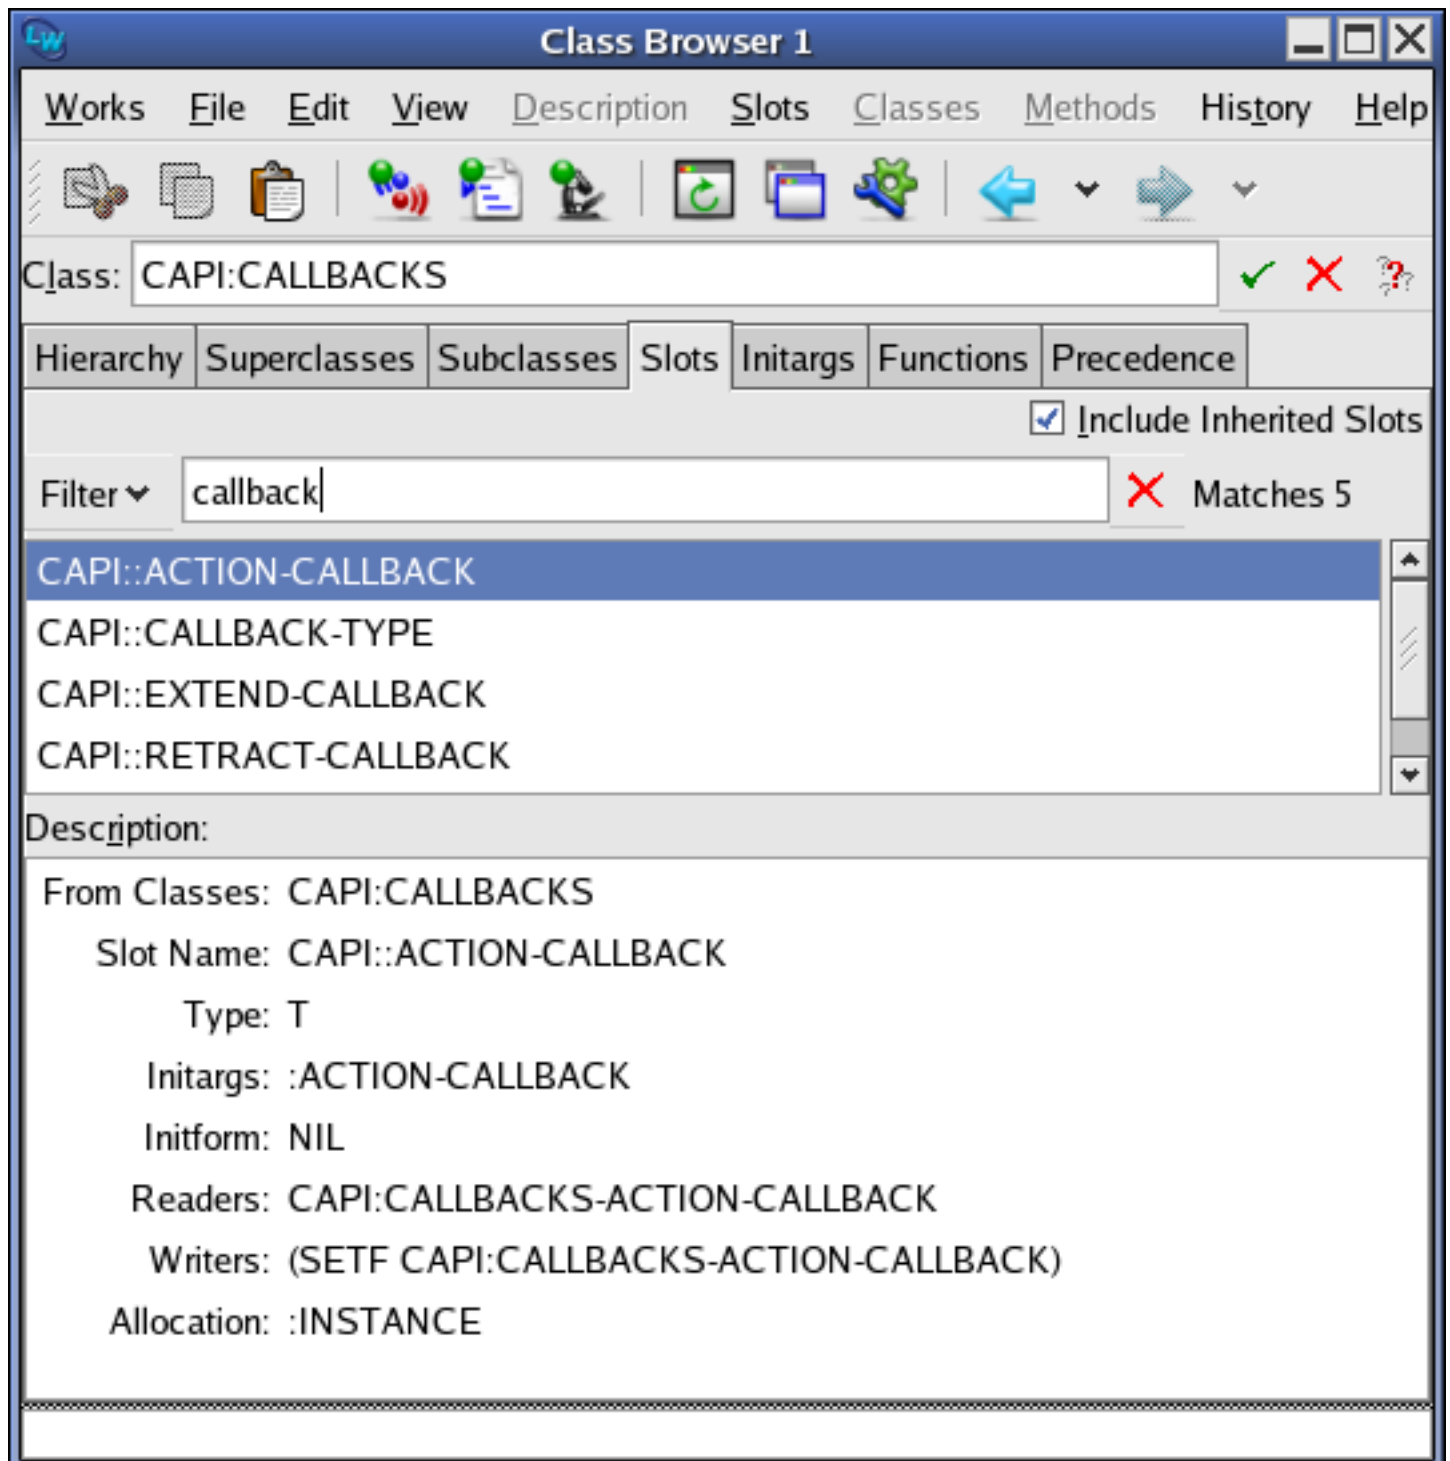 LW Class Browser 1
Works File Edit View Description Slots Classes Methods History Help
Class: CAPI:CALLBACKS
Hierarchy Superclasses Subclasses Slots Initargs Functions Precedence
Include Inherited Slots
Filter callback Matches 5
CAPI::ACTION-CALLBACK
CAPI::CALLBACK-TYPE
CAPI::EXTEND-CALLBACK
CAPI::RETRACT-CALLBACK
Description:
From Classes: CAPI:CALLBACKS
Slot Name: CAPI::ACTION-CALLBACK
Type: T
Initargs: :ACTION-CALLBACK
Initform: NIL
Readers: CAPI:CALLBACKS-ACTION-CALLBACK
Writers: (SETF CAPI:CALLBACKS-ACTION-CALLBACK)
Allocation: :INSTANCE